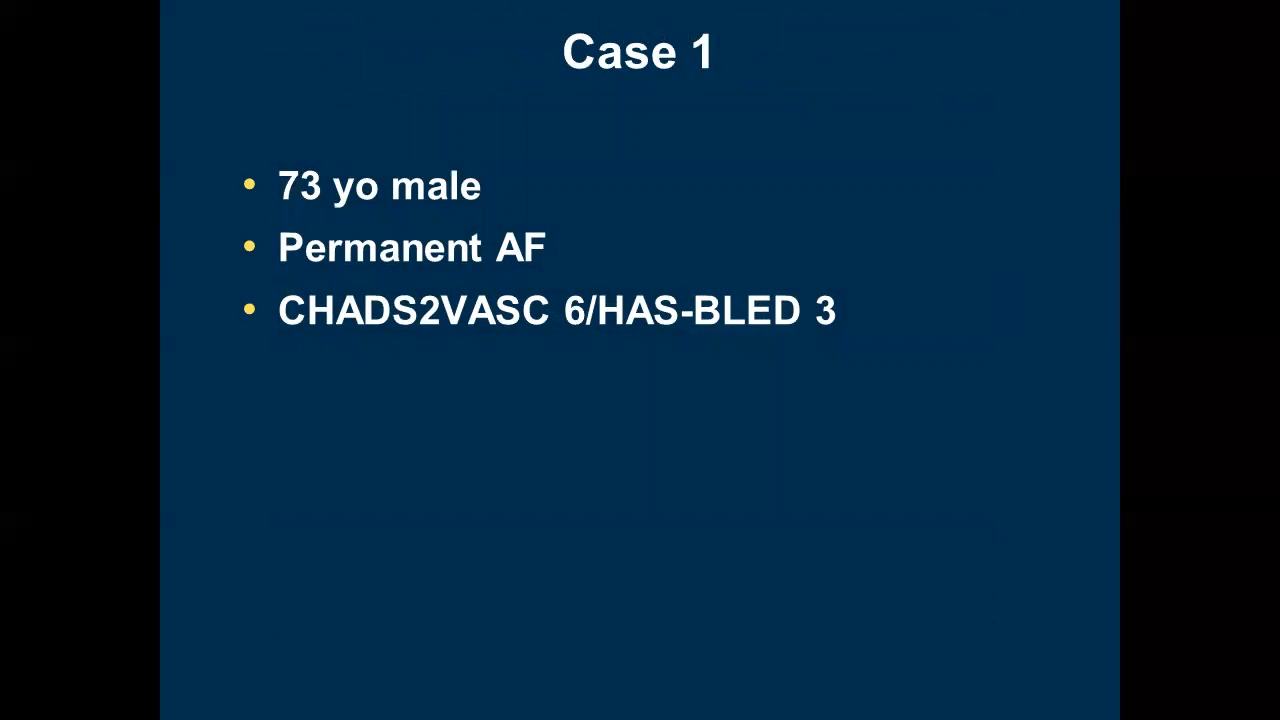 Case 1
• 73 yo male
• Permanent AF
• CHADS2VASC 6/HAS-BLED 3